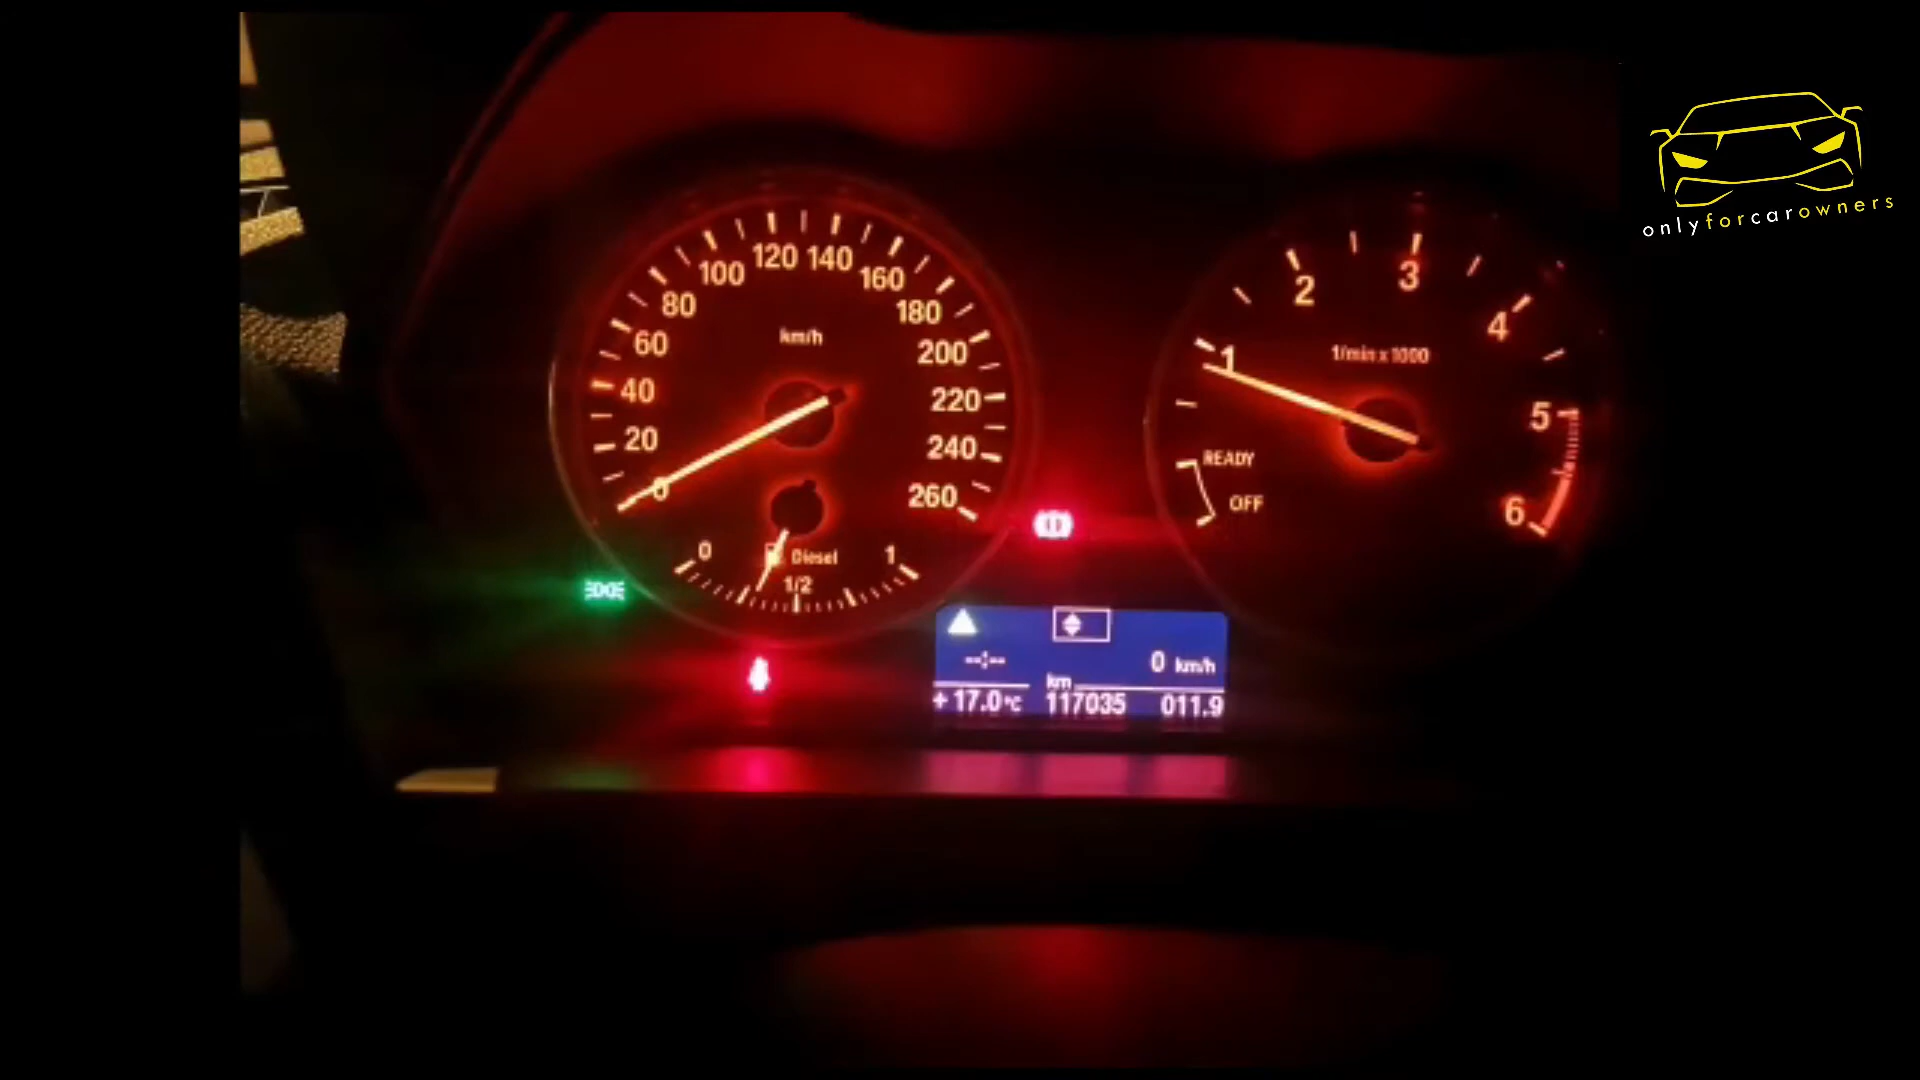 onlyforcarowners
0
20
40
60
80
100
120
140
160
180
200
220
240
260
km/h
0
1/2
1
Diesel
1
2
3
4
5
6
1/min x 1000
READY
OFF
--:--
0 km/h
km
+17.0°C 117035 011.9